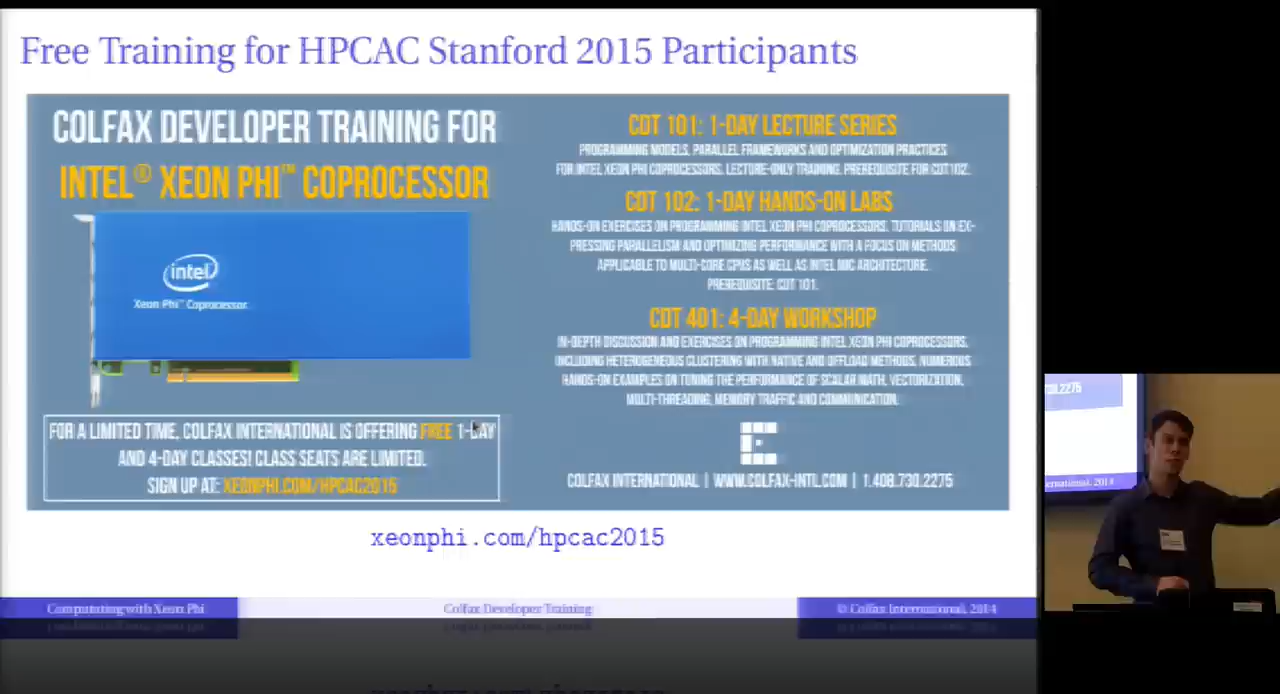 Free Training for HPCAC Stanford 2015 Participants
COLFAX DEVELOPER TRAINING FOR
INTEL® XEON PHI™ COPROCESSOR
intel
Xeon Phi™ Coprocessor
FOR A LIMITED TIME, COLFAX INTERNATIONAL IS OFFERING FREE 1-DAY
AND 4-DAY CLASSES! CLASS SEATS ARE LIMITED.
SIGN UP AT: XEONPHI.COM/HPCAC2015
CDT 101: 1-DAY LECTURE SERIES
PROGRAMMING MODELS, PARALLEL FRAMEWORKS AND OPTIMIZATION PRACTICES
FOR INTEL XEON PHI COPROCESSORS. LECTURE-ONLY TRAINING. PREREQUISITE FOR CDT102.
CDT 102: 1-DAY HANDS-ON LABS
HANDS-ON EXERCISES ON PROGRAMMING INTEL XEON PHI COPROCESSORS. TUTORIALS ON EX-
PRESSING PARALLELISM AND OPTIMIZING PERFORMANCE WITH A FOCUS ON METHODS
APPLICABLE TO MULTI-CORE CPUS AS WELL AS INTEL MIC ARCHITECTURE.
PREREQUISITE: CDT 101.
CDT 401: 4-DAY WORKSHOP
IN-DEPTH DISCUSSION AND EXERCISES ON PROGRAMMING INTEL XEON PHI COPROCESSORS,
INCLUDING HETEROGENEOUS CLUSTERING WITH NATIVE AND OFFLOAD METHODS, NUMEROUS
HANDS-ON EXAMPLES ON TUNING THE PERFORMANCE OF SCALAR MATH, VECTORIZATION,
MULTI-THREADING, MEMORY TRAFFIC AND COMMUNICATION.
COLFAX INTERNATIONAL | WWW.COLFAX-INTL.COM | 1.408.730.2275
xeonphi.com/hpcac2015
Computating with Xeon Phi
Colfax Developer Training
© Colfax International, 2014
2275
ernational, 2014